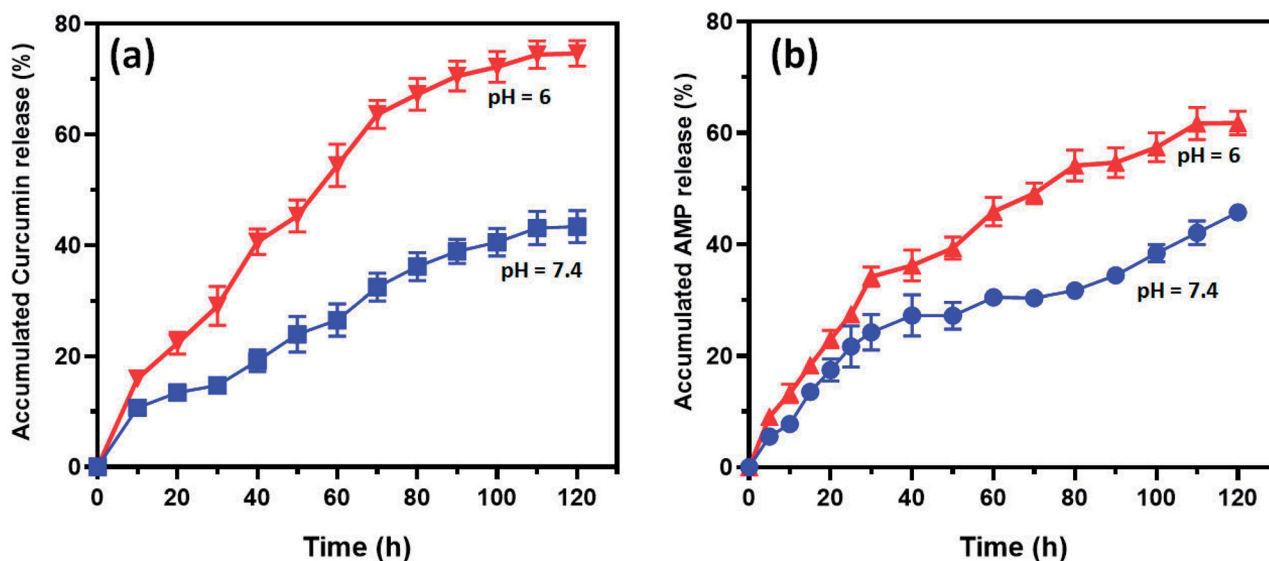 (a)
Accumulated Curcumin release (%)
80
60
40
20
0
pH = 6
pH = 7.4
0 20 40 60 80 100 120
Time (h)
(b)
Accumulated AMP release (%)
80
60
40
20
0
pH = 6
pH = 7.4
0 20 40 60 80 100 120
Time (h)